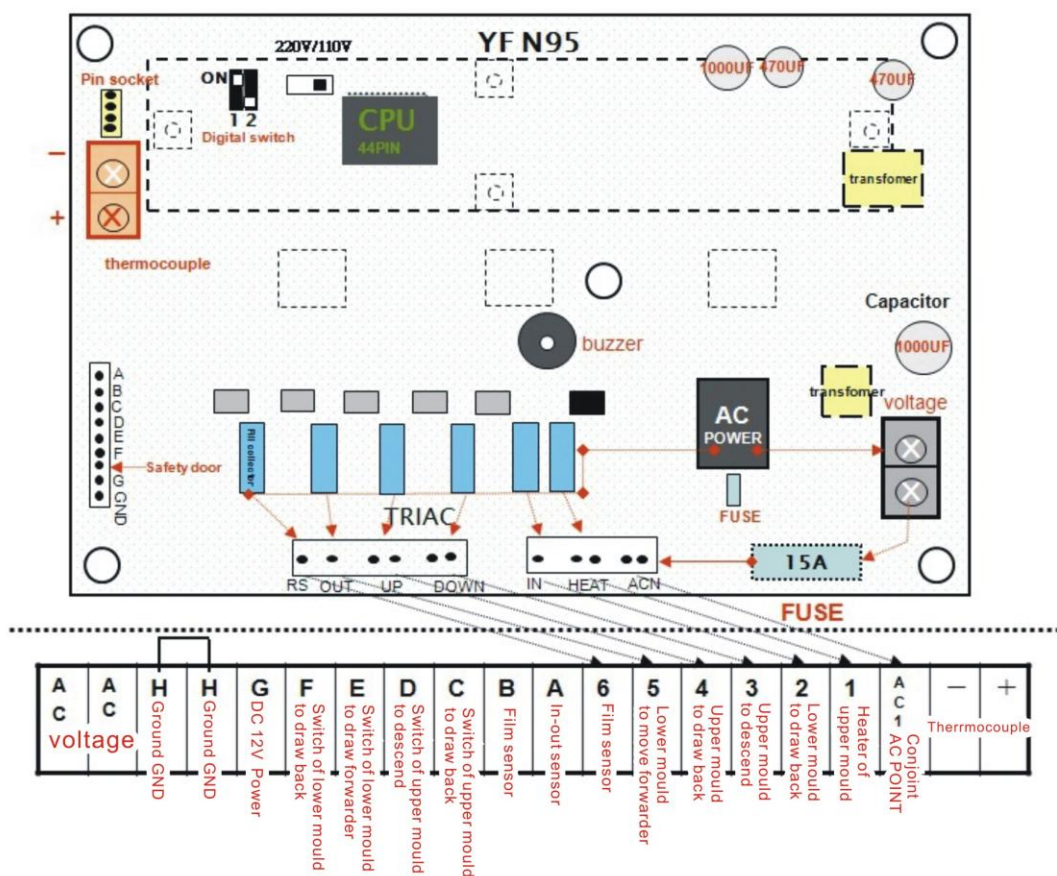 220V/110V
YF N95
1000UF
470UF
470UF
Pin socket
ON
1 2
Digital switch
CPU
44PIN
−
+
transfomer
thermocouple
Capacitor
1000UF
buzzer
transfomer
voltage
A
B
C
D
E
F
G
GND
Safety door
AC
POWER
FUSE
TRIAC
RS OUT UP DOWN
IN HEAT ACN
15A
FUSE
AC
AC
voltage
H
Ground GND
H
Ground GND
G
DC 12V Power
F
Switch of lower mould
to draw back
E
Switch of lower mould
to draw forwarder
D
Switch of upper mould
to descend
C
Switch of upper mould
to draw back
B
Film sensor
A
In-out sensor
6
Film sensor
5
Lower mould
to move forwarder
4
Upper mould
to draw back
3
Upper mould
to descend
2
Lower mould
to draw back
1
Heater of
upper mould
AC1
Conjoint
AC POINT
− +
Therrmocouple